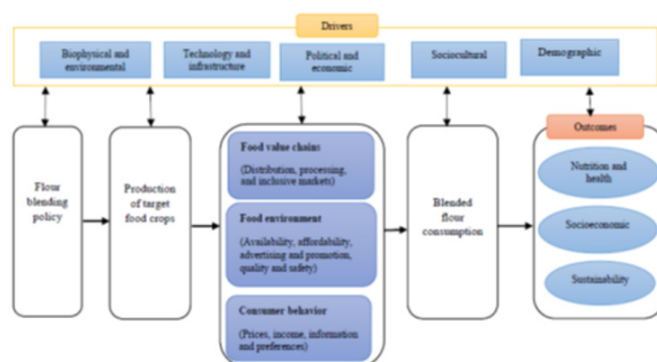 Drivers
Biophysical and
environmental
Technology and
infrastructure
Political and
economic
Sociocultural
Demographic
Flour
blending
policy
Production
of target
food crops
Food value chains
(Distribution, processing,
and inclusive markets)
Food environment
(Availability, affordability,
advertising and promotion,
quality and safety)
Consumer behavior
(Prices, income, information
and preferences)
Blended
flour
consumption
Outcomes
Nutrition and
health
Socioeconomic
Sustainability